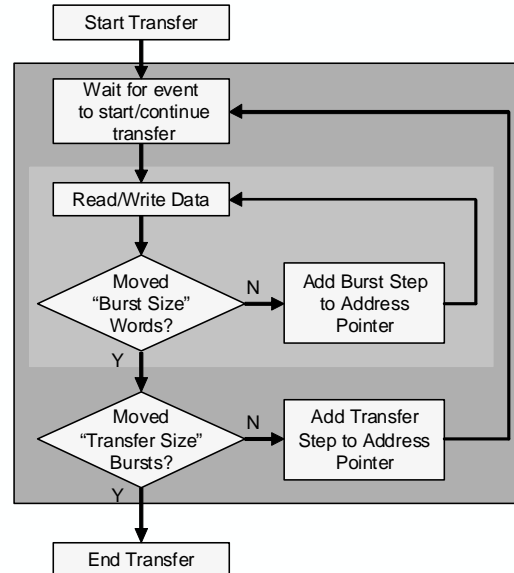 Start Transfer
Wait for event
to start/continue
transfer
Read/Write Data
Moved
“Burst Size”
Words?
N
Add Burst Step
to Address
Pointer
Y
Moved
“Transfer Size”
Bursts?
N
Add Transfer
Step to Address
Pointer
Y
End Transfer